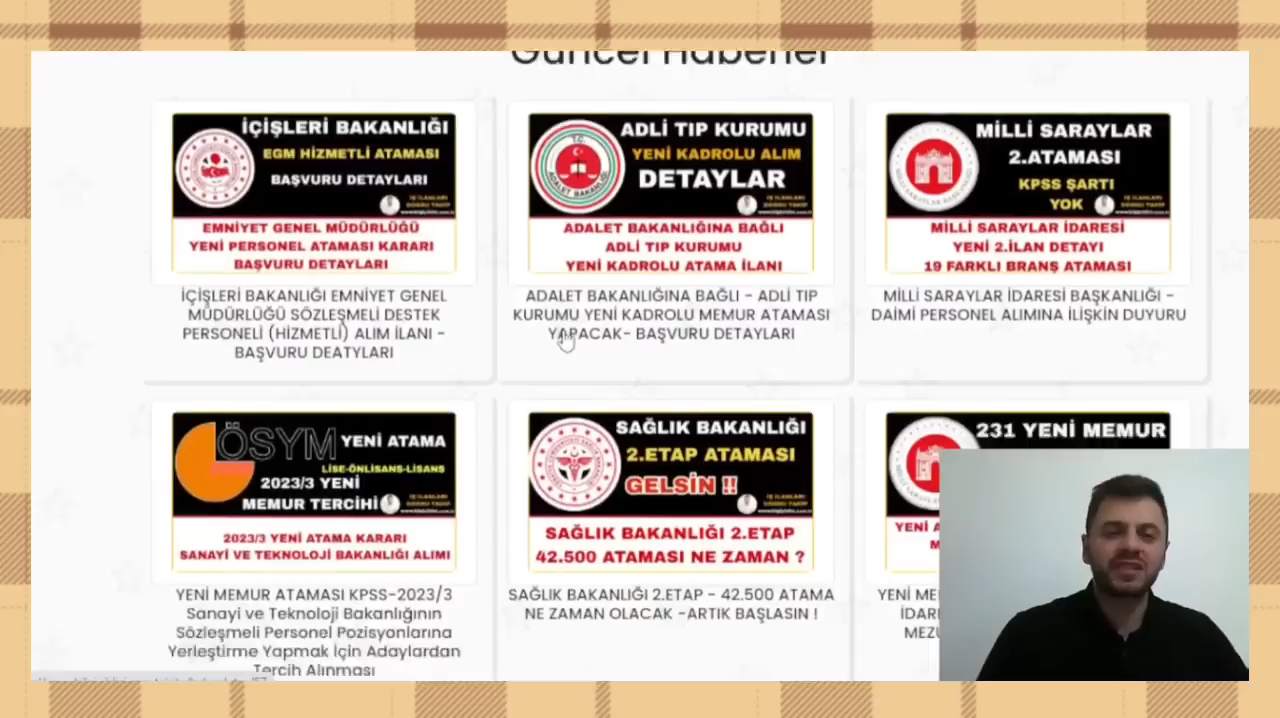 Güncel Haberler
İÇİŞLERİ BAKANLIĞI
EGM HİZMETLİ ATAMASI
BAŞVURU DETAYLARI
EMNİYET GENEL MÜDÜRLÜĞÜ
YENİ PERSONEL ATAMASI KARARI
BAŞVURU DETAYLARI
İÇİŞLERİ BAKANLIĞI EMNİYET GENEL
MÜDÜRLÜĞÜ SÖZLEŞMELİ DESTEK
PERSONELİ (HİZMETLİ) ALIM İLANI -
BAŞVURU DEATYLARI
ADLİ TIP KURUMU
YENİ KADROLU ALIM
DETAYLAR
ADALET BAKANLIĞINA BAĞLI
ADLİ TIP KURUMU
YENİ KADROLU ATAMA İLANI
ADALET BAKANLIĞINA BAĞLI - ADLİ TIP
KURUMU YENİ KADROLU MEMUR ATAMASI
YAPACAK- BAŞVURU DETAYLARI
MİLLİ SARAYLAR
2.ATAMASI
KPSS ŞARTI
YOK
MİLLİ SARAYLAR İDARESİ
YENİ 2.İLAN DETAYI
19 FARKLI BRANŞ ATAMASI
MİLLİ SARAYLAR İDARESİ BAŞKANLIĞI -
DAİMİ PERSONEL ALIMINA İLİŞKİN DUYURU
ÖSYM YENİ ATAMA
LİSE-ÖNLİSANS-LİSANS
2023/3 YENİ
MEMUR TERCİHİ
2023/3 YENİ ATAMA KARARI
SANAYİ VE TEKNOLOJİ BAKANLIĞI ALIMI
YENİ MEMUR ATAMASI KPSS-2023/3
Sanayi ve Teknoloji Bakanlığının
Sözleşmeli Personel Pozisyonlarına
Yerleştirme Yapmak İçin Adaylardan
Tercih Alınması
SAĞLIK BAKANLIĞI
2.ETAP ATAMASI
GELSİN !!
SAĞLIK BAKANLIĞI 2.ETAP
42.500 ATAMASI NE ZAMAN ?
SAĞLIK BAKANLIĞI 2.ETAP - 42.500 ATAMA
NE ZAMAN OLACAK -ARTIK BAŞLASIN !
231 YENİ MEMUR